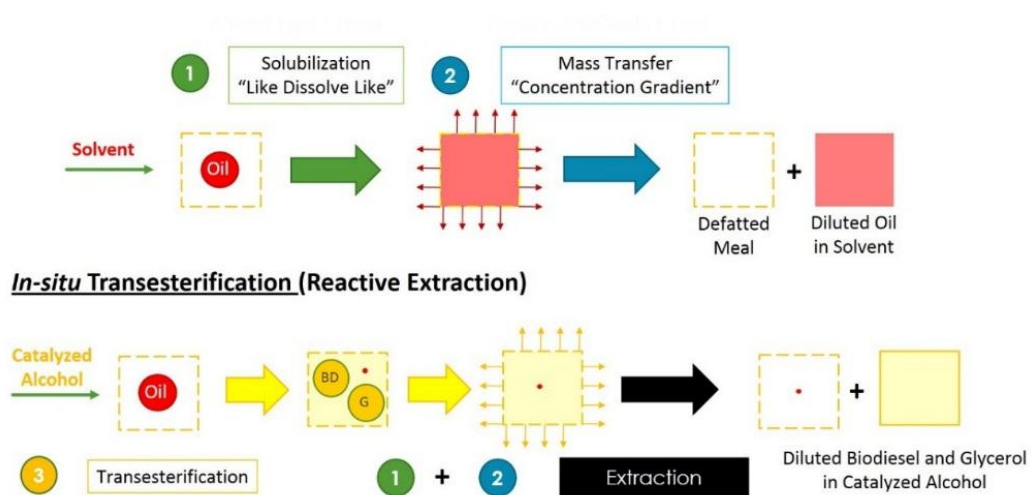 1
Solubilization
“Like Dissolve Like”
2
Mass Transfer
“Concentration Gradient”
Solvent
Oil
+
Defatted
Meal
Diluted Oil
in Solvent
In-situ Transesterification (Reactive Extraction)
Catalyzed
Alcohol
Oil
BD
G
+
3
Transesterification
1 + 2
Extraction
Diluted Biodiesel and Glycerol
in Catalyzed Alcohol